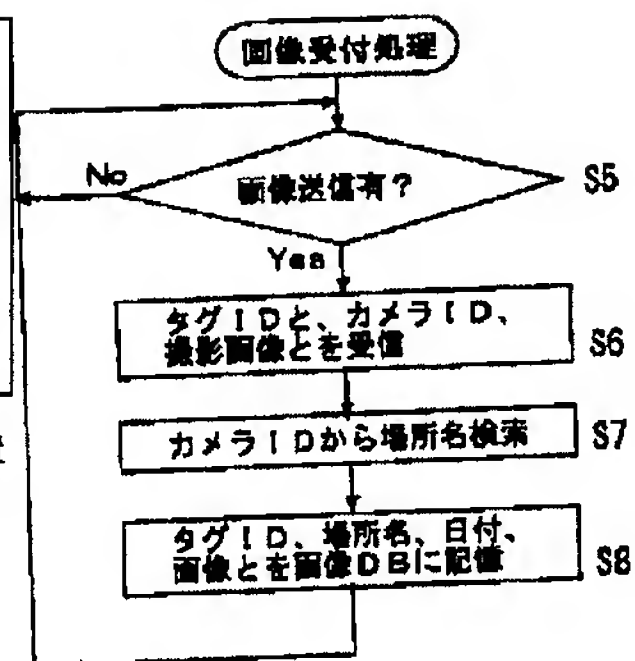 画像受付処理
画像送信有？
S5
No
Yes
タグIDと、カメラID、
撮影画像とを受信
S6
カメラIDから場所名検索
S7
タグID、場所名、日付、
画像とを画像DBに記憶
S8